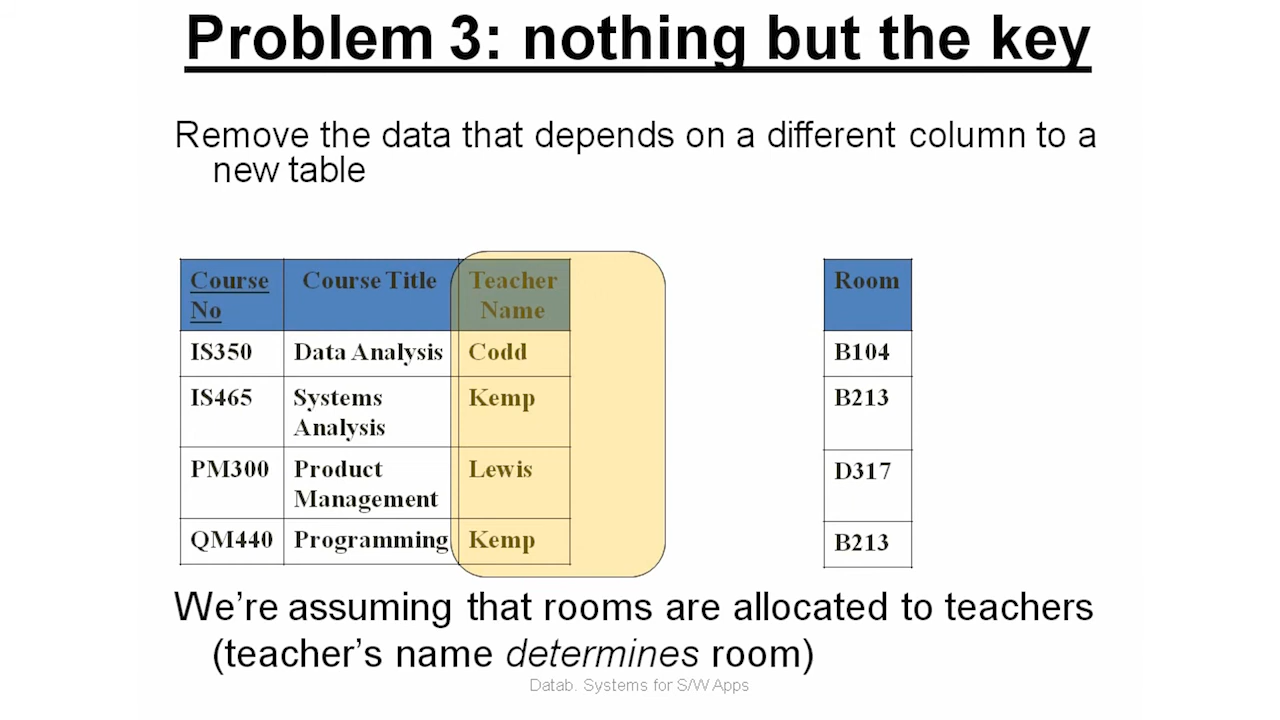 Problem 3: nothing but the key
Remove the data that depends on a different column to a
new table
Course No Course Title Teacher Name Room
IS350 Data Analysis Codd B104
IS465 Systems Analysis Kemp B213
PM300 Product Management Lewis D317
QM440 Programming Kemp B213
We're assuming that rooms are allocated to teachers
(teacher's name determines room)
Datab. Systems for S/W Apps